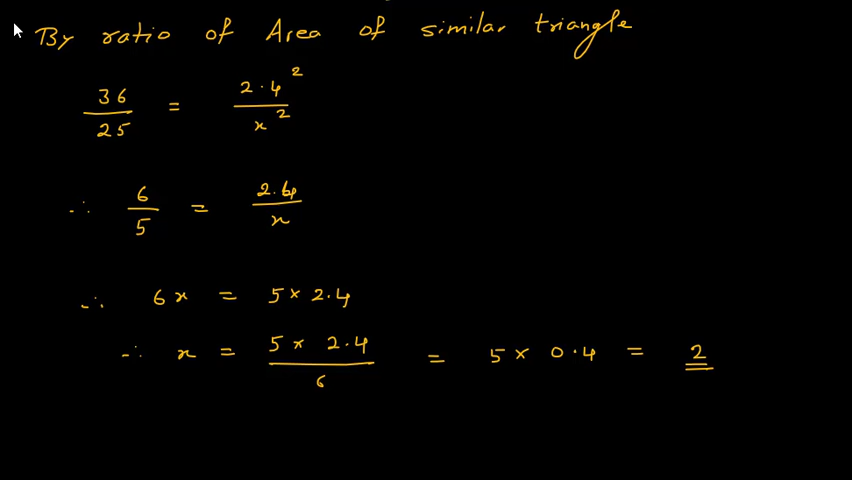 By ratio of Area of similar triangle
36/25 = 2.4²/x²
∴ 6/5 = 2.4/x
∴ 6x = 5 × 2.4
∴ x = 5 × 2.4/6 = 5 × 0.4 = 2